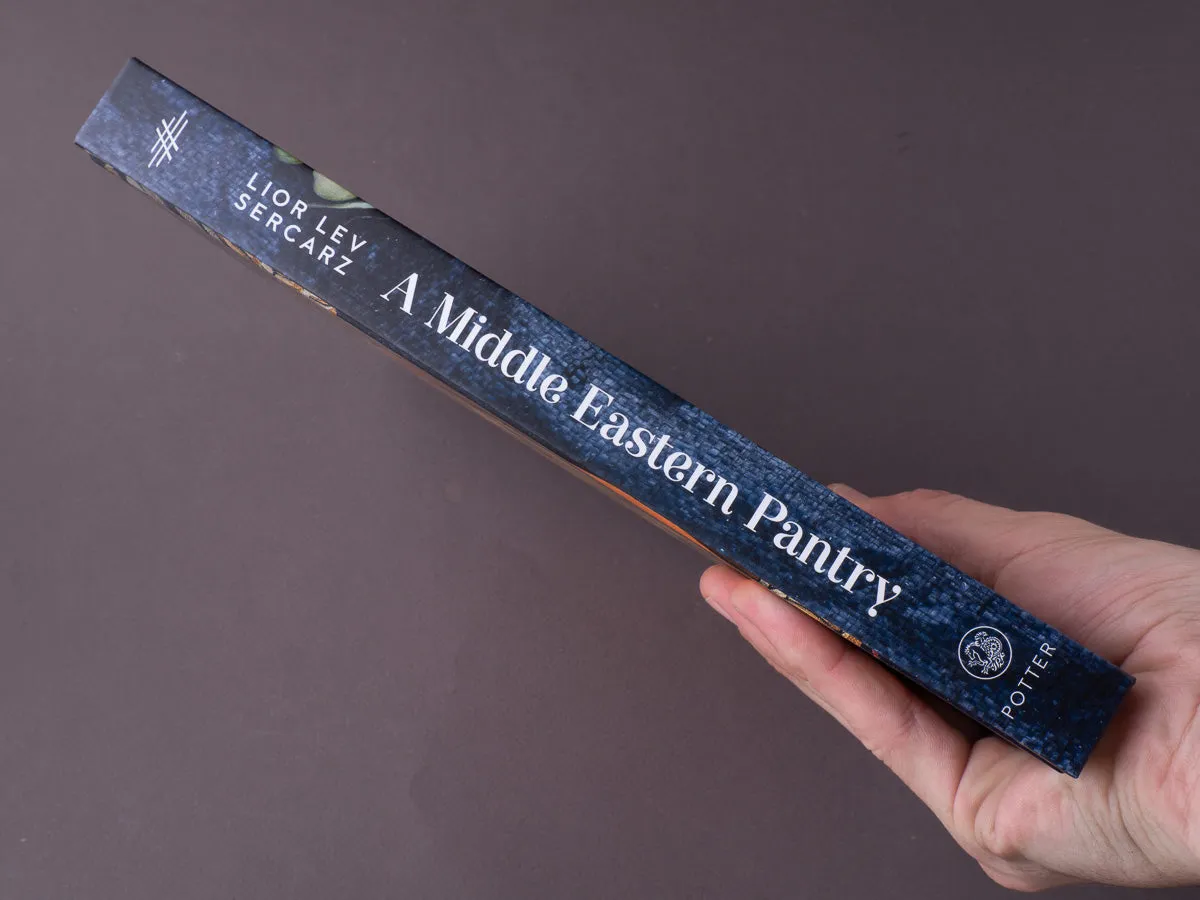 LIOR LEV
SERCARZ
A Middle Eastern Pantry
POTTER